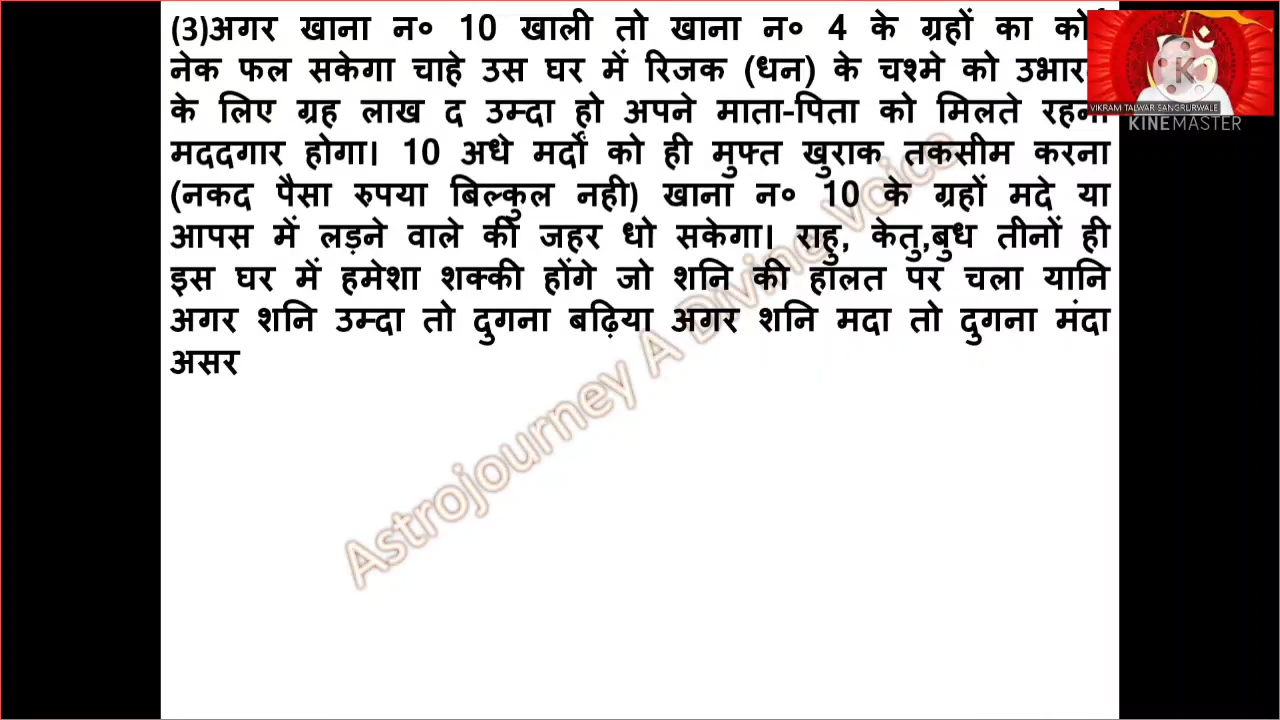 (3)अगर खाना न० 10 खाली तो खाना न० 4 के ग्रहों का
नेक फल सकेगा चाहे उस घर में रिजक (धन) के चश्मे को
के लिए ग्रह लाख द उम्दा हो अपने माता-पिता को मिलते रहना
मददगार होगा। 10 अधे मर्दों को ही मुफ्त खुराक तकसीम करना
(नकद पैसा रुपया बिल्कुल नही) खाना न० 10 के ग्रहों मदे या
आपस में लड़ने वाले की जहर धो सकेगा। राहु, केतु,बुध तीनों ही
इस घर में हमेशा शक्की होंगे जो शनि की हालत पर चला यानि
अगर शनि उम्दा तो दुगना बढ़िया अगर शनि मदा तो दुगना मंदा
असर
Astrojourney A Divine Voice
VIKRAM TALWAR SANGRURWALE
K
KINEMASTER